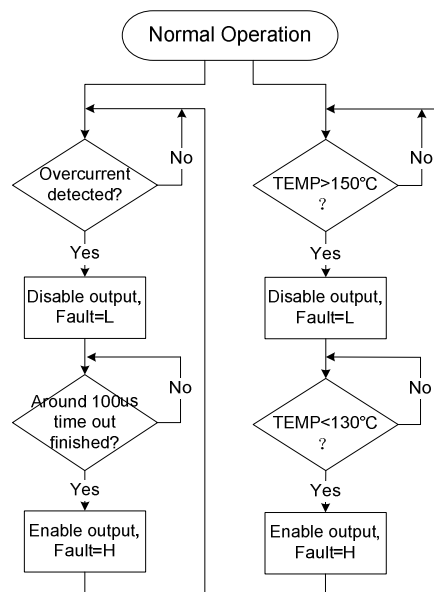 Normal Operation
Overcurrent
detected?
No
Yes
Disable output,
Fault=L
Around 100us
time out
finished?
No
Yes
Enable output,
Fault=H
TEMP>150℃
?
No
Yes
Disable output,
Fault=L
TEMP<130℃
?
No
Yes
Enable output,
Fault=H